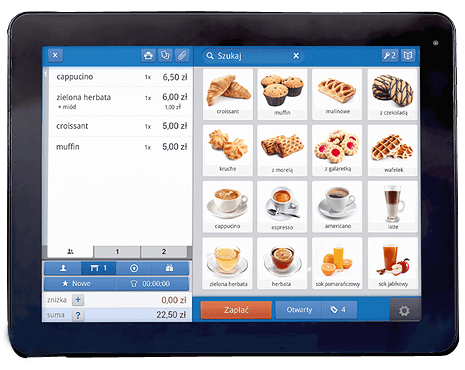 Szukaj
2
cappucino 1x 6,50 zł
zielona herbata 1x 6,00 zł
+ miód 1,00 zł
croissant 1x 5,00 zł
muffin 1x 5,00 zł
1 2
1
Nowe 00:00:00
zniżka + 0,00 zł
suma ? 22,50 zł
croissant muffin malinowe z czekoladą
kruche z morelą z galaretką wafelek
cappucino espresso americano latte
zielona herbata herbata sok pomarańczowy sok jabłkowy
Zapłać Otwarty 4